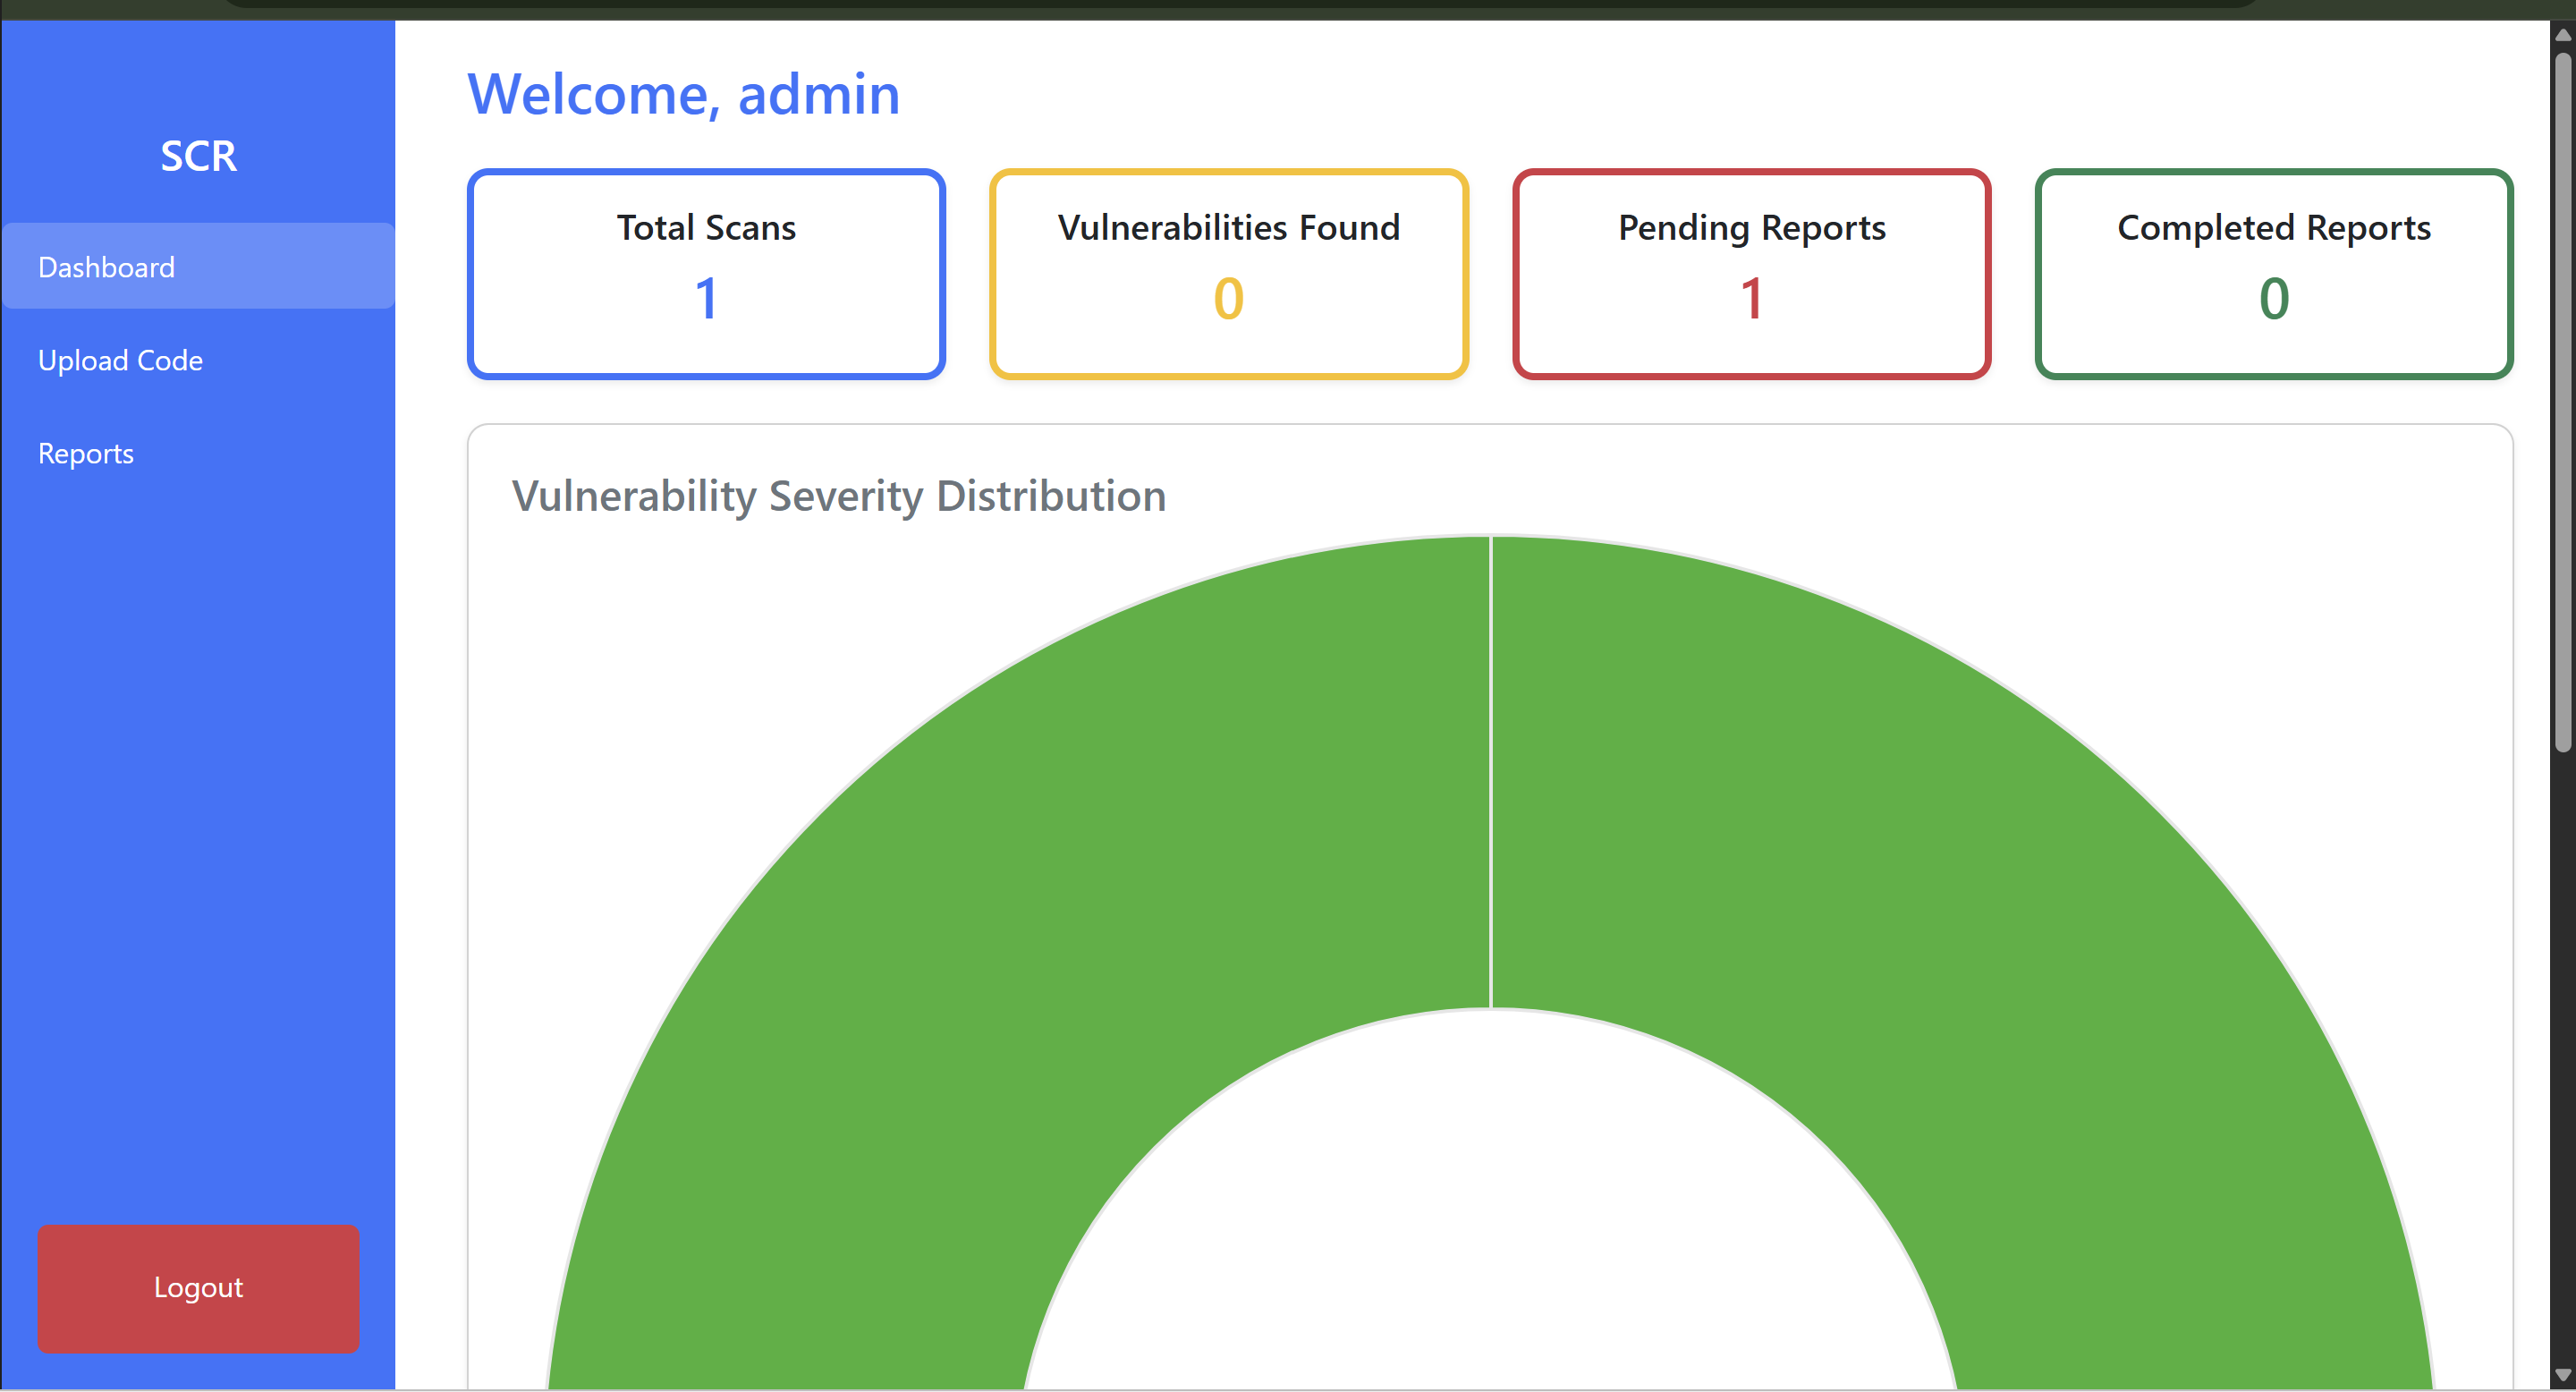 SCR
Dashboard
Upload Code
Reports
Logout
Welcome, admin
Total Scans
1
Vulnerabilities Found
0
Pending Reports
1
Completed Reports
0
Vulnerability Severity Distribution